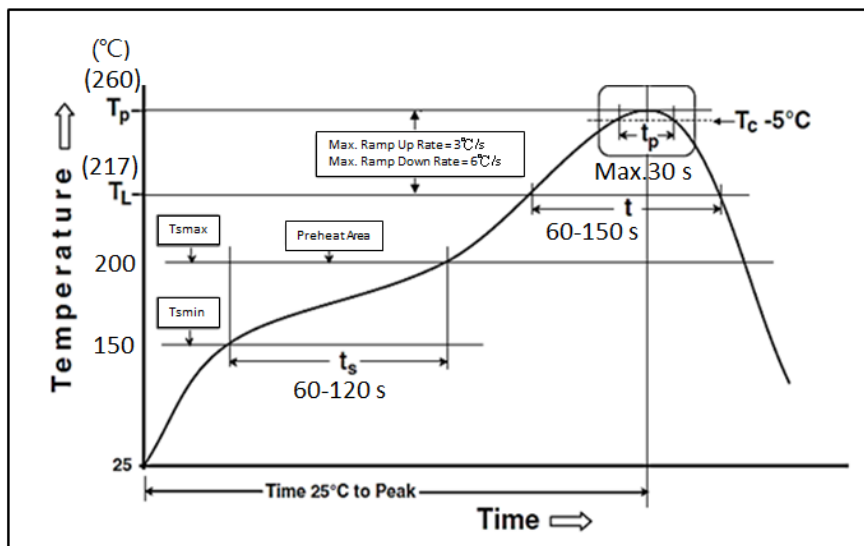 (℃)
(260)
Tp
Tc -5°C
tp
Max. Ramp Up Rate = 3℃/s
Max. Ramp Down Rate = 6℃/s
Max.30 s
(217)
TL
t
60-150 s
Tsmax
Preheat Area
200
Tsmin
150
ts
60-120 s
Temperature
25
Time 25°C to Peak
Time